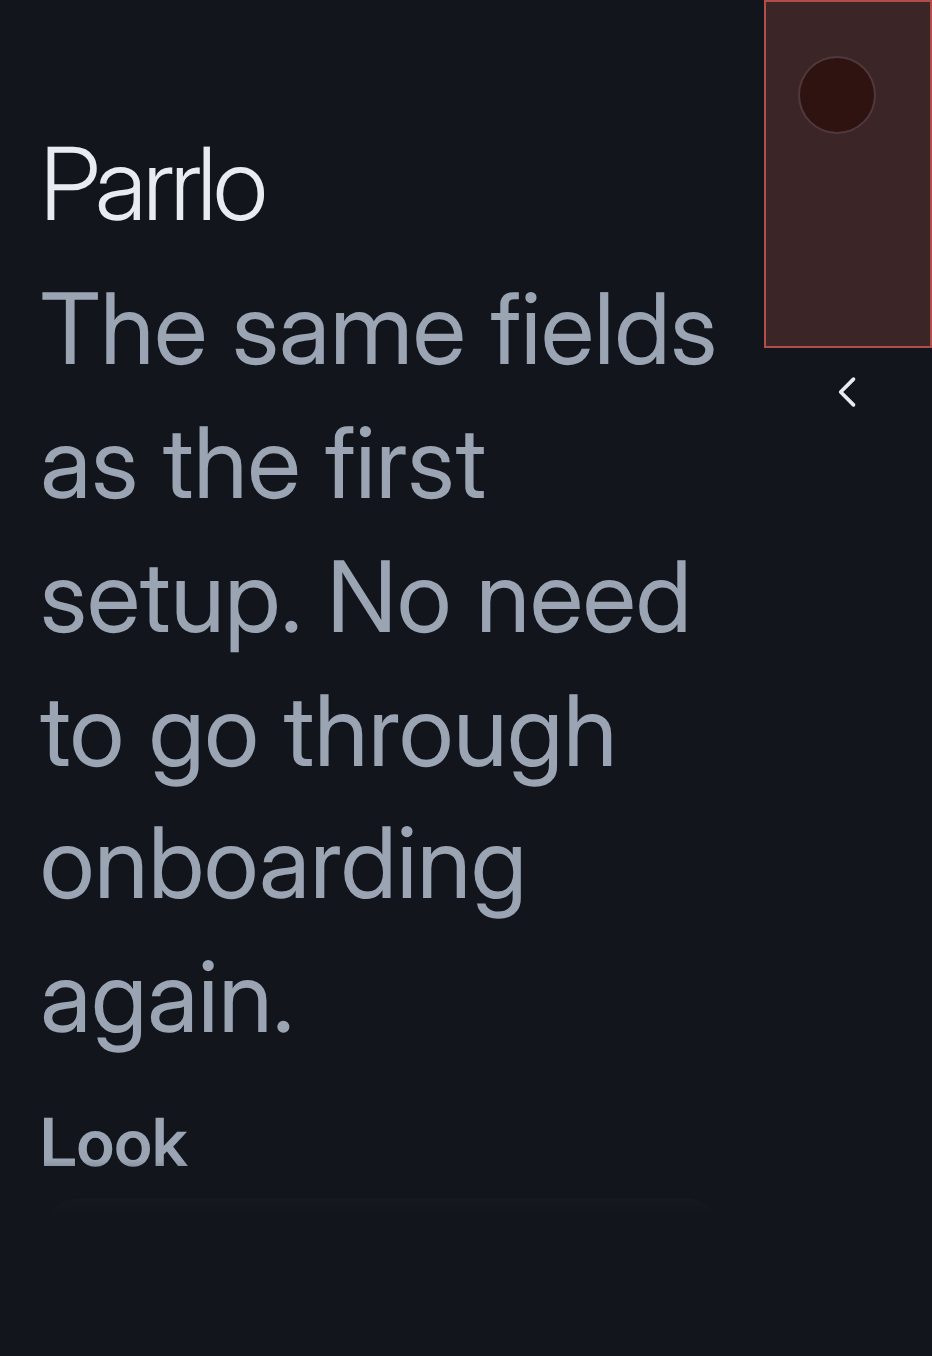 Parrlo
The same fields
as the first
setup. No need
to go through
onboarding
again.
Look